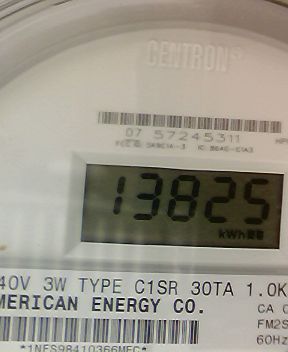 CENTRON®
07 57245311
13825
kWh
40V 3W TYPE C1SR 30TA 1.0K
MERICAN ENERGY CO.
CA
FM2S
60Hz